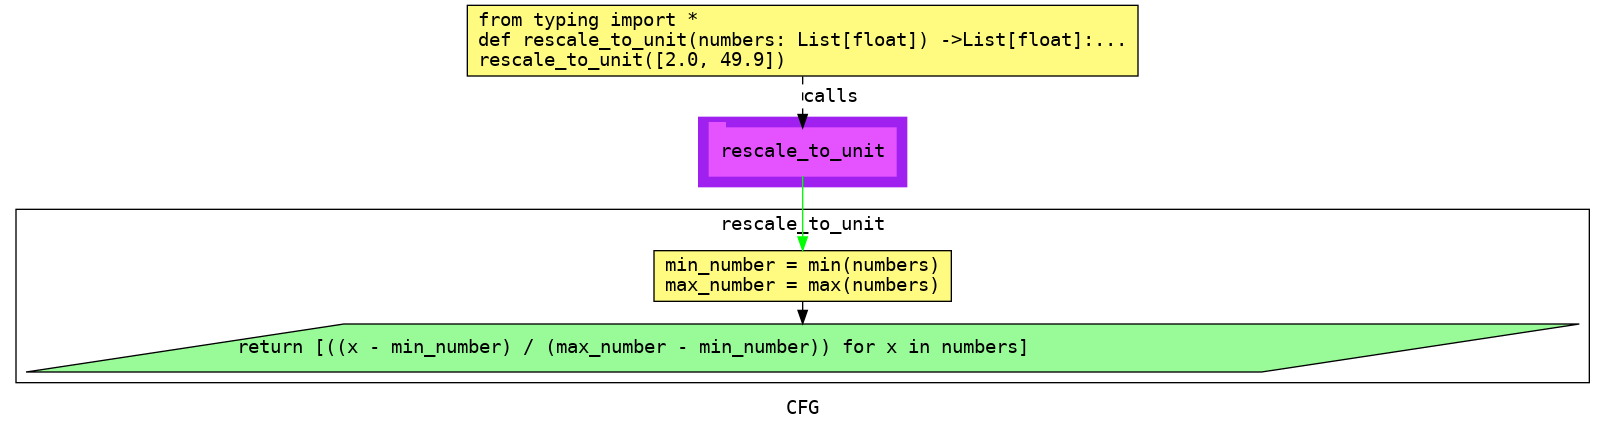 from typing import *
def rescale_to_unit(numbers: List[float]) ->List[float]:...
rescale_to_unit([2.0, 49.9])
calls
rescale_to_unit
rescale_to_unit
min_number = min(numbers)
max_number = max(numbers)
return [((x - min_number) / (max_number - min_number)) for x in numbers]
CFG